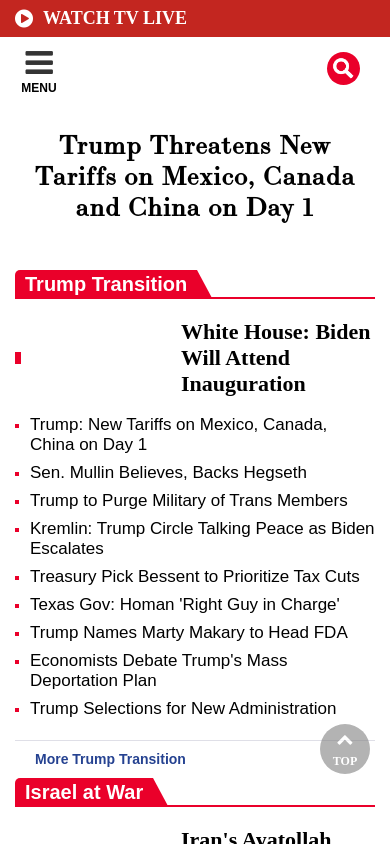 WATCH TV LIVE
MENU
Trump Threatens New
Tariffs on Mexico, Canada
and China on Day 1
Trump Transition
White House: Biden
Will Attend
Inauguration
Trump: New Tariffs on Mexico, Canada,
China on Day 1
Sen. Mullin Believes, Backs Hegseth
Trump to Purge Military of Trans Members
Kremlin: Trump Circle Talking Peace as Biden
Escalates
Treasury Pick Bessent to Prioritize Tax Cuts
Texas Gov: Homan 'Right Guy in Charge'
Trump Names Marty Makary to Head FDA
Economists Debate Trump's Mass
Deportation Plan
Trump Selections for New Administration
TOP
More Trump Transition
Israel at War
Iran's Ayatollah